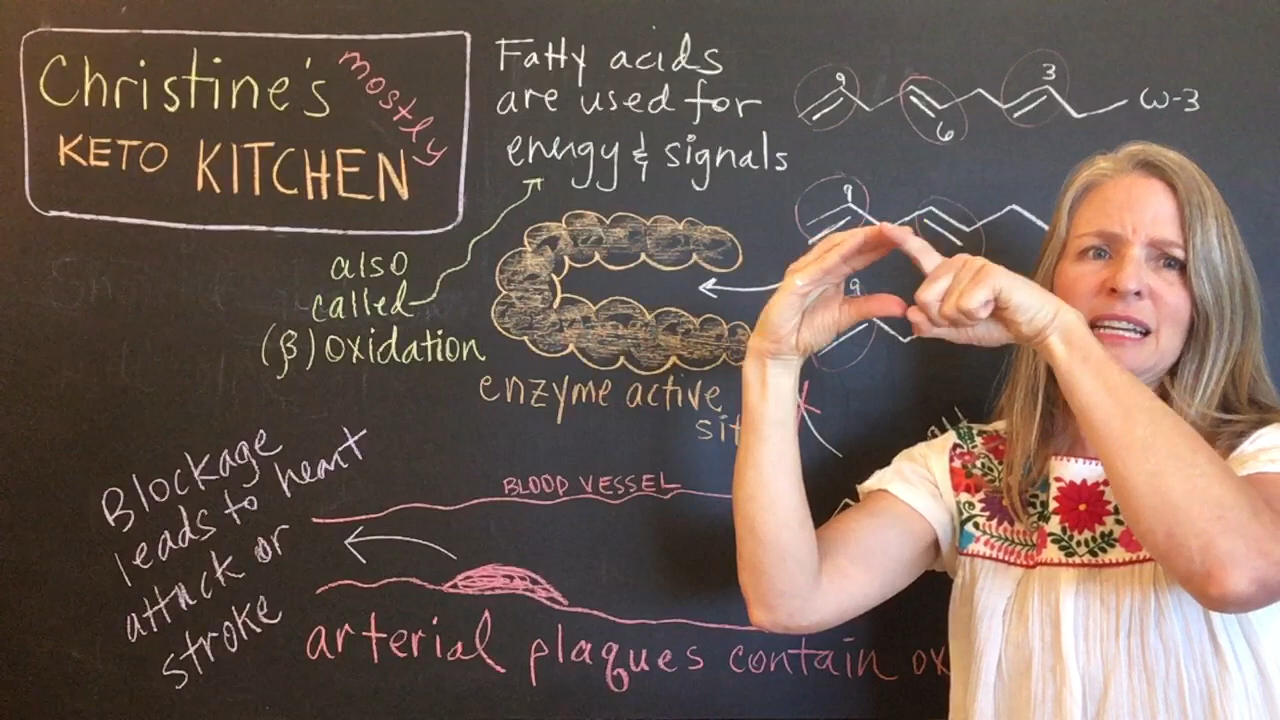 Christine's
mostly
KETO KITCHEN
Fatty acids
are used for
energy & signals
9
6
3
ω-3
9
9
also
called
(β) oxidation
enzyme active
Blockage
leads to heart
attack or
stroke
BLOOD VESSEL
arterial plaques contain